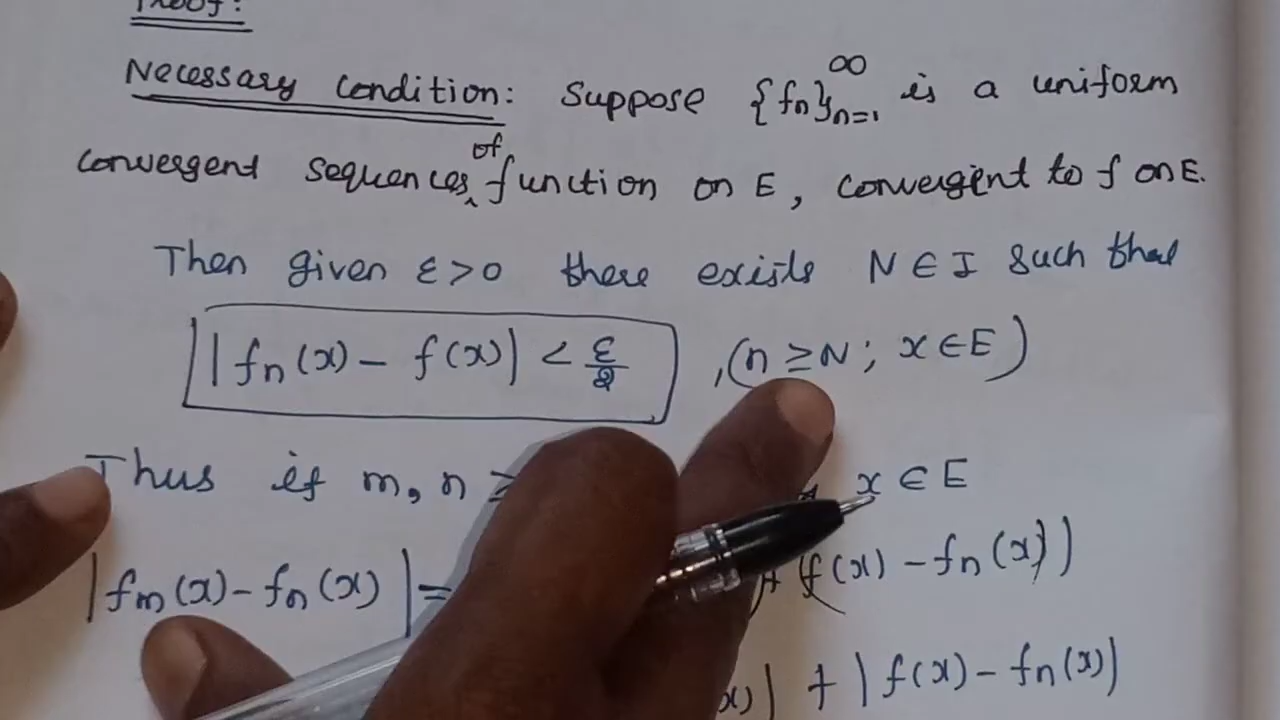 Proof:
Necessary Condition: Suppose {fn}∞n=1 is a uniform
convergent sequences of function on E, convergent to f on E.
Then given ε>0 there exists N∈I such that
|fn(x) - f(x)| < ε/2 , (n ≥ N; x∈E)
Thus if m, n ≥ x ∈ E
|fm(x) - fn(x)| = + (f(x) - fn(x))
x)| + |f(x) - fn(x)|